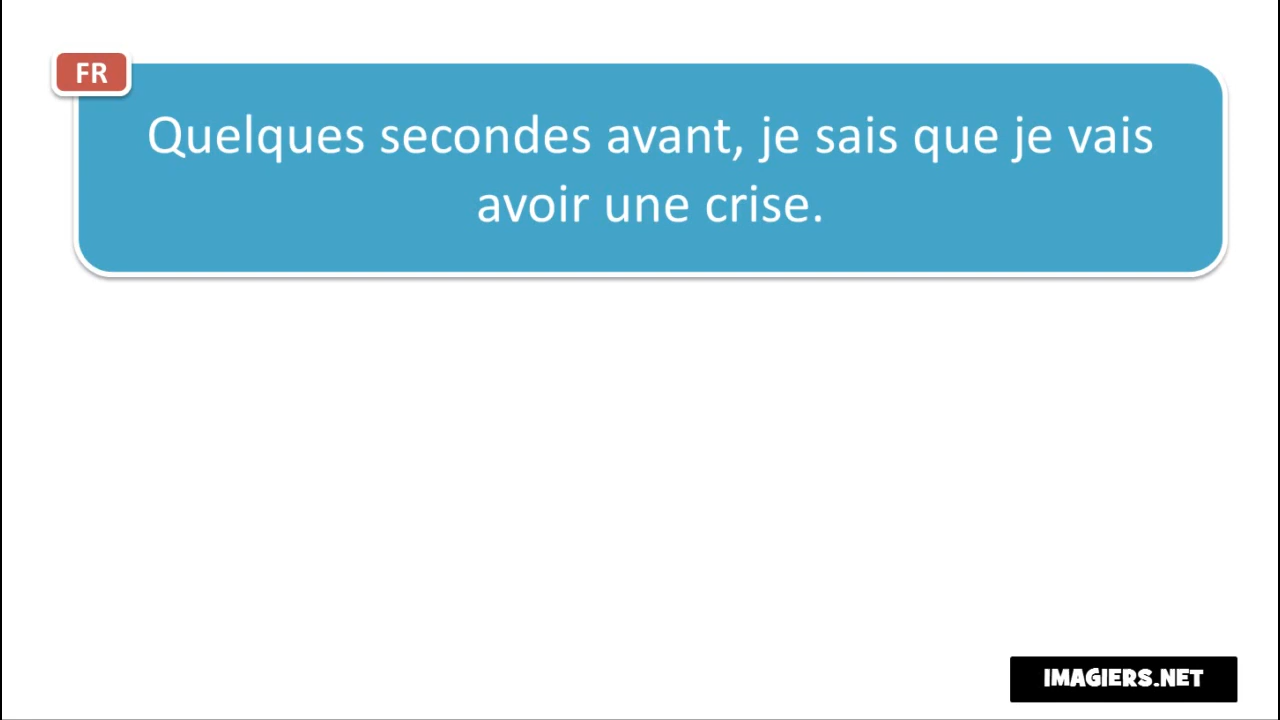 FR
Quelques secondes avant, je sais que je vais
avoir une crise.
IMAGIERS.NET